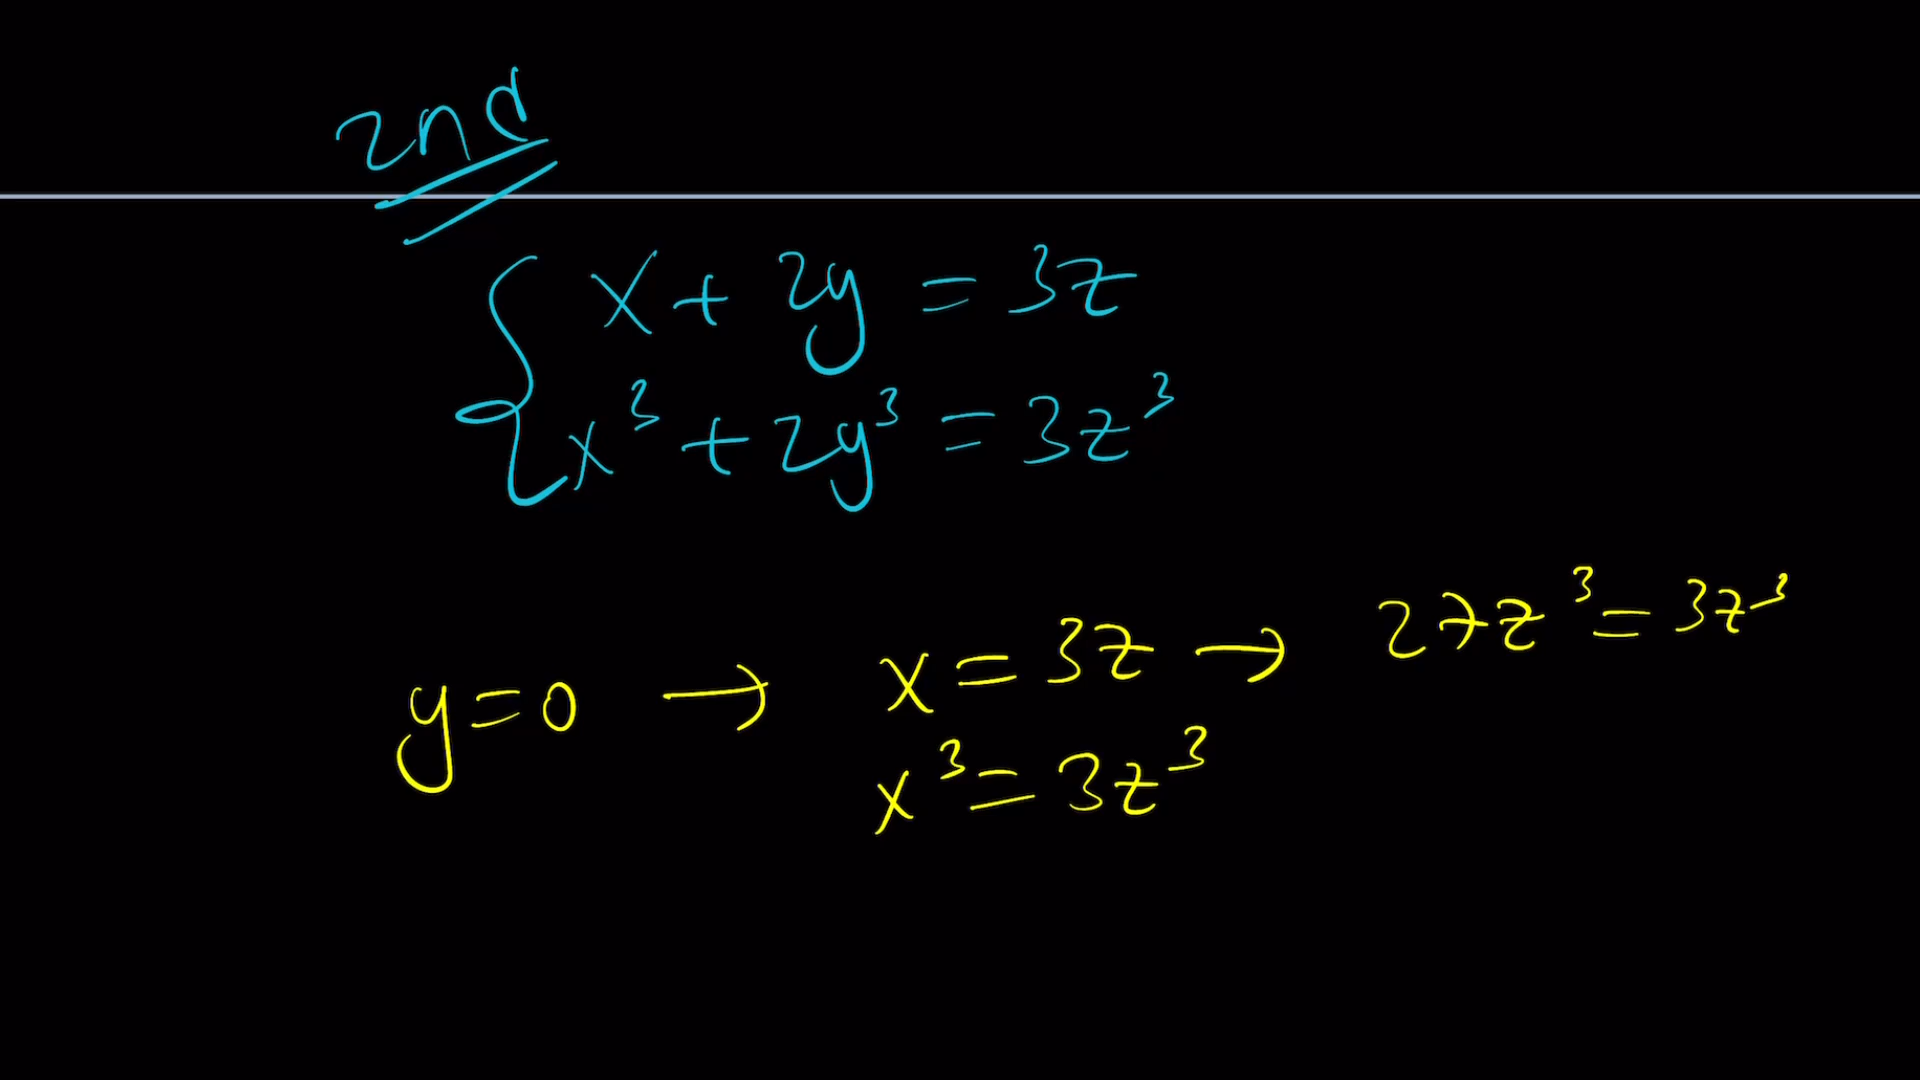 2nd
x + 2y = 3z
x³ + 2y³ = 3z³
y = 0 → x = 3z → 27z³ = 3z³
x³ = 3z³